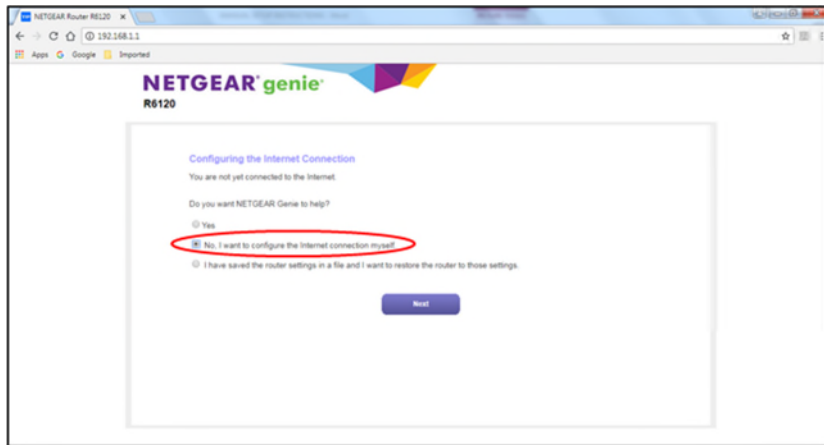 NETGEAR Router R6120
192.168.1.1
Apps Google Imported
NETGEAR genie
R6120
Configuring the Internet Connection
You are not yet connected to the Internet.
Do you want NETGEAR Genie to help?
Yes
No. I want to configure the Internet connection myself.
I have saved the router settings in a file and I want to restore the router to those settings.
Next